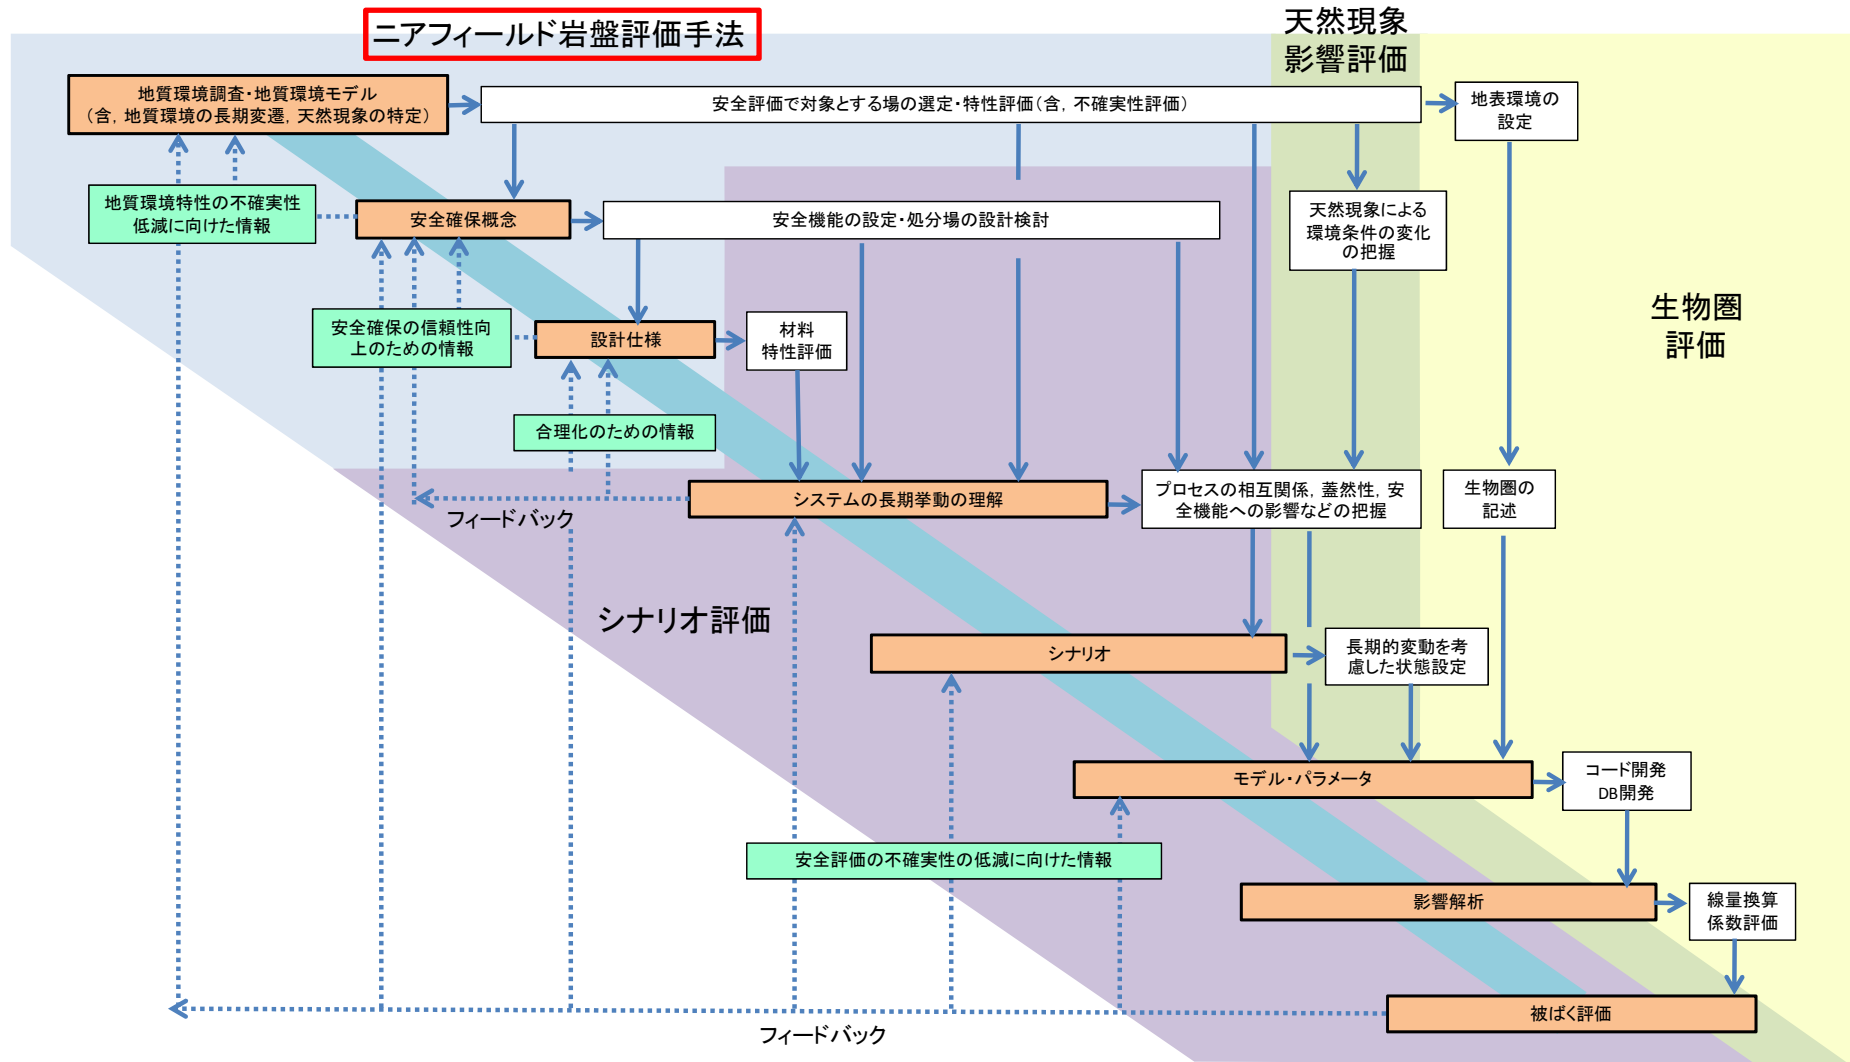 ニアフィールド岩盤評価手法
天然現象
影響評価
地質環境調査・地質環境モデル
（含，地質環境の長期変遷，天然現象の特定）
安全評価で対象とする場の選定・特性評価（含，不確実性評価）
地表環境の
設定
地質環境特性の不確実性
低減に向けた情報
安全確保概念
安全機能の設定・処分場の設計検討
天然現象による
環境条件の変化
の把握
生物圏
評価
安全確保の信頼性向
上のための情報
設計仕様
材料
特性評価
合理化のための情報
システムの長期挙動の理解
プロセスの相互関係，蓋然性，安
全機能への影響などの把握
生物圏の
記述
フィードバック
シナリオ評価
シナリオ
長期的変動を考
慮した状態設定
モデル・パラメータ
コード開発
DB開発
安全評価の不確実性の低減に向けた情報
影響解析
線量換算
係数評価
被ばく評価
フィードバック